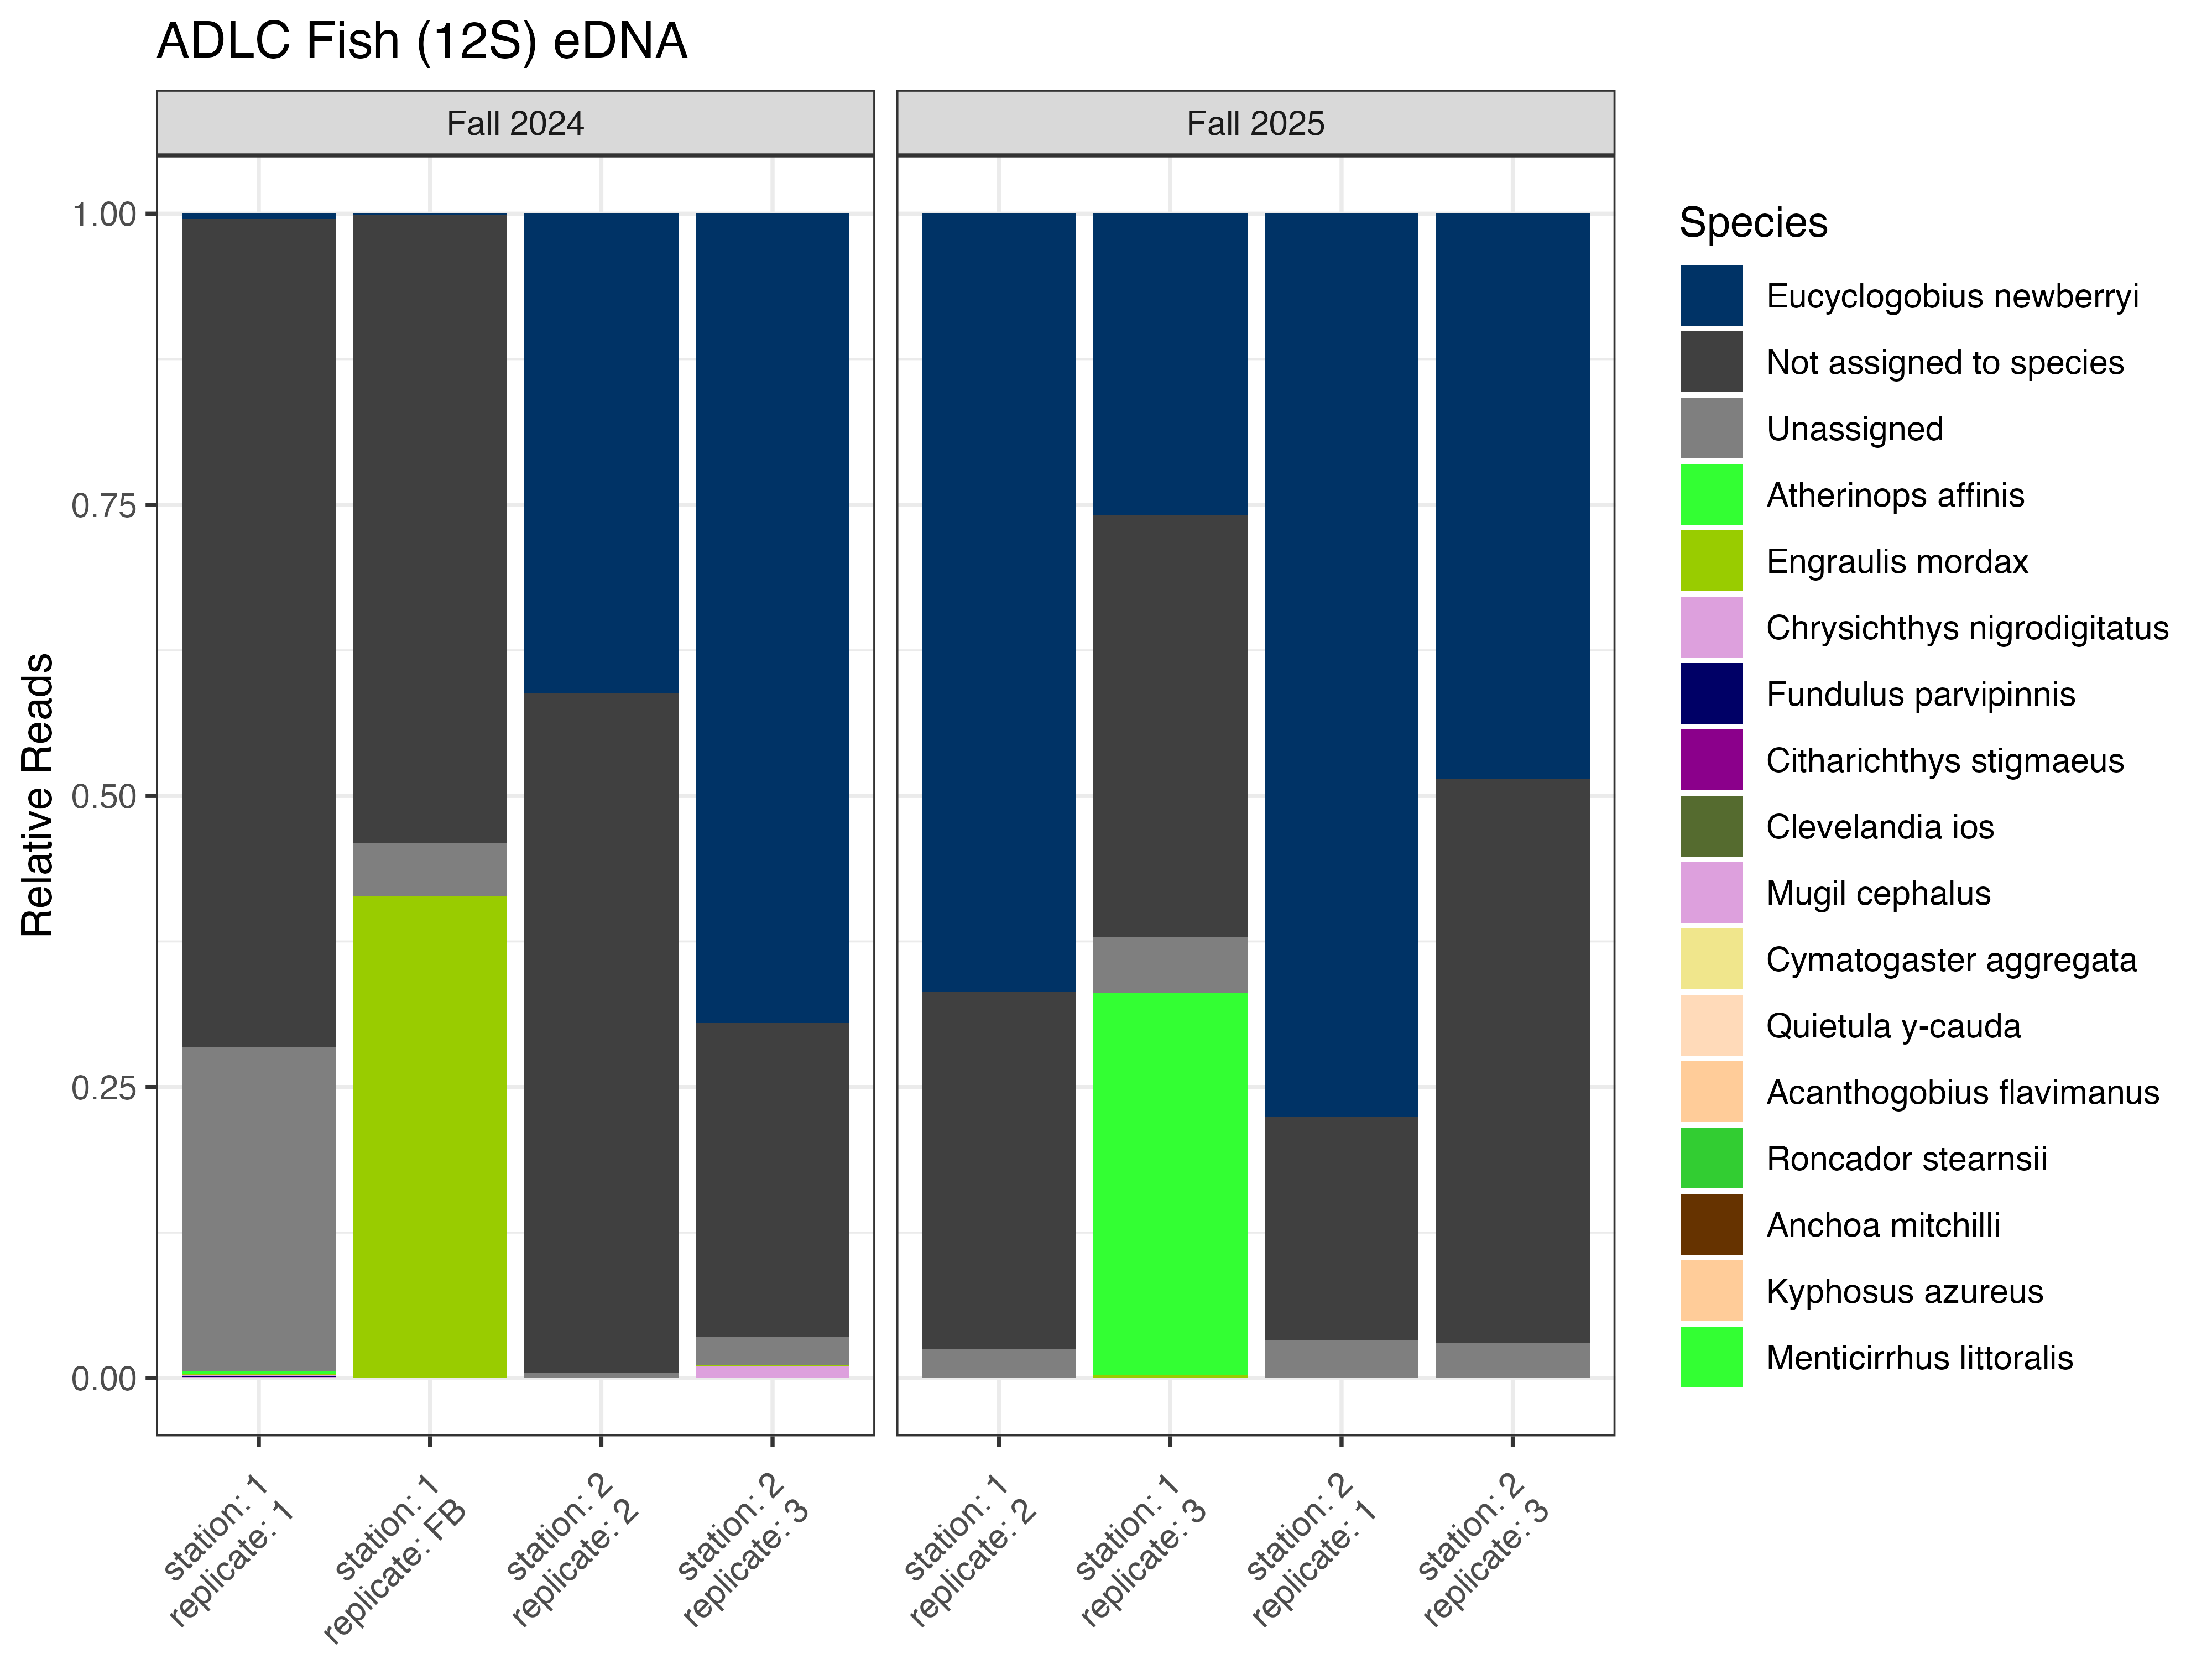 ADLC Fish (12S) eDNA
Fall 2024
Fall 2025
Relative Reads
1.00
0.75
0.50
0.25
0.00
station: 1
replicate: 1
station: 1
replicate: FB
station: 2
replicate: 2
station: 2
replicate: 3
station: 1
replicate: 2
station: 1
replicate: 3
station: 2
replicate: 1
station: 2
replicate: 3
Species
Eucyclogobius newberryi
Not assigned to species
Unassigned
Atherinops affinis
Engraulis mordax
Chrysichthys nigrodigitatus
Fundulus parvipinnis
Citharichthys stigmaeus
Clevelandia ios
Mugil cephalus
Cymatogaster aggregata
Quietula y-cauda
Acanthogobius flavimanus
Roncador stearnsii
Anchoa mitchilli
Kyphosus azureus
Menticirrhus littoralis